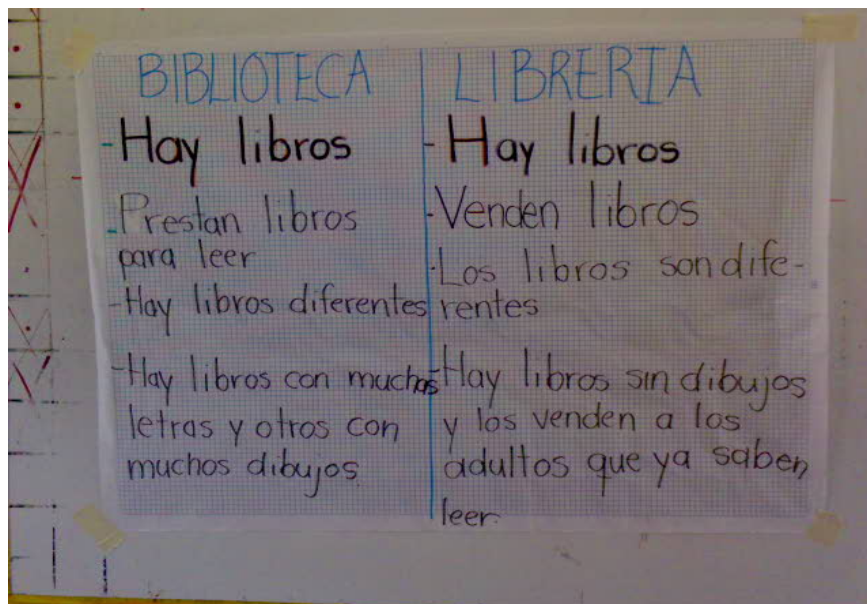 BIBLIOTECA
-Hay libros
-Prestan libros
para leer
-Hay libros diferentes
-Hay libros con muchas
letras y otros con
muchos dibujos
LIBRERIA
-Hay libros
-Venden libros
-Los libros son dife-
rentes
-Hay libros sin dibujos
y los venden a los
adultos que ya saben
leer.